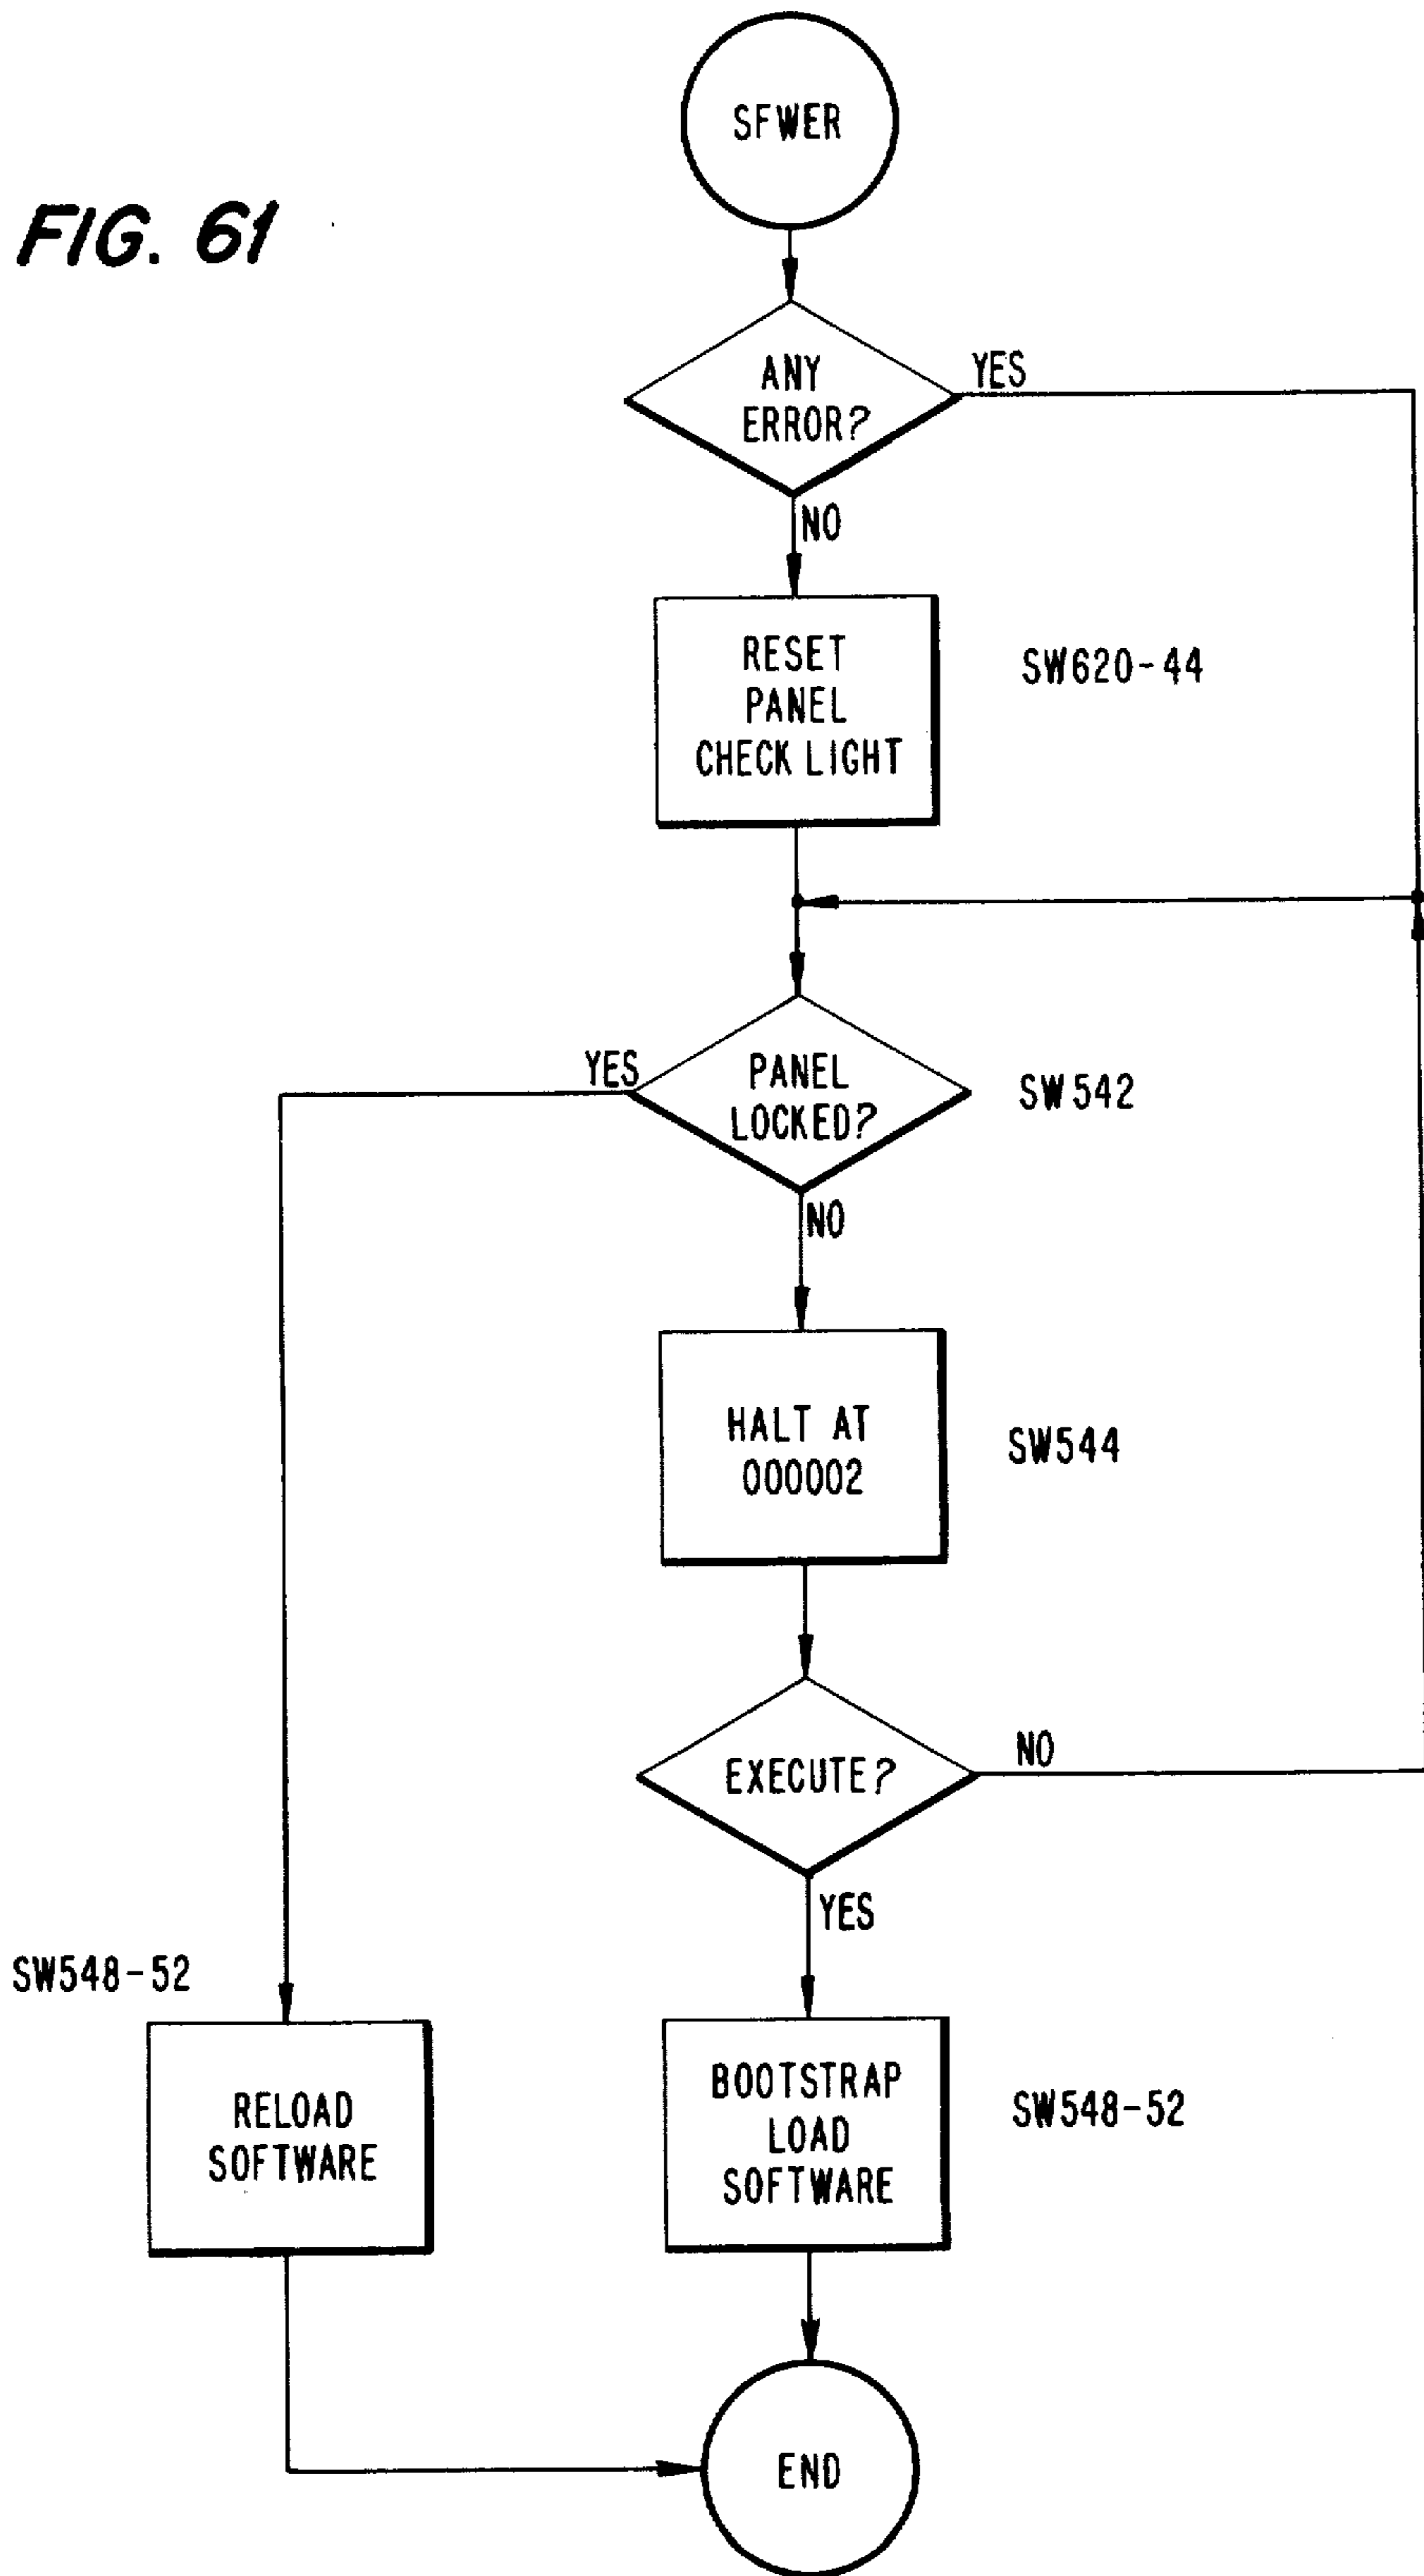 SFWER
FIG. 61
ANY
ERROR?
YES
NO
RESET
PANEL
CHECK LIGHT
SW620-44
YES
PANEL
LOCKED?
SW542
NO
HALT AT
000002
SW544
EXECUTE?
NO
YES
SW548-52
RELOAD
SOFTWARE
BOOTSTRAP
LOAD
SOFTWARE
SW548-52
END